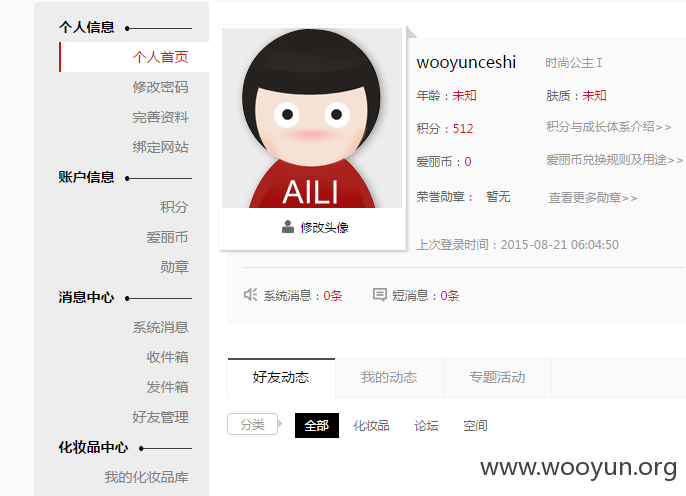 个人信息
个人首页
修改密码
完善资料
绑定网站
账户信息
积分
爱丽币
勋章
消息中心
系统消息
收件箱
发件箱
好友管理
化妆品中心
我的化妆品库
AILI
修改头像
wooyunceshi 时尚公主 I
年龄：未知 肤质：未知
积分：512 积分与成长体系介绍>>
爱丽币：0 爱丽币兑换规则及用途>>
荣誉勋章： 暂无 查看更多勋章>>
上次登录时间：2015-08-21 06:04:50
系统消息：0条 短消息：0条
好友动态 我的动态 专题活动
分类 全部 化妆品 论坛 空间
www.wooyun.org